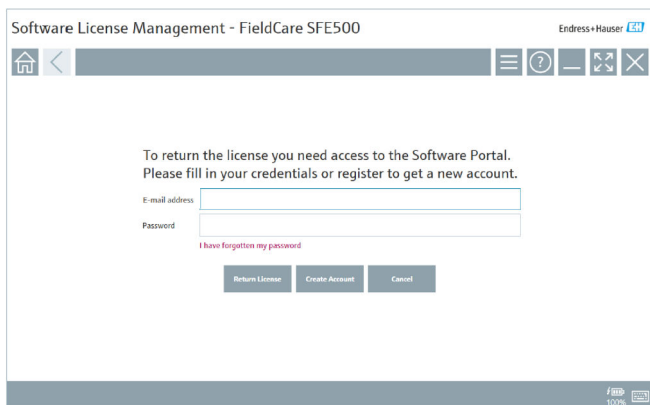 Software License Management - FieldCare SFE500
Endress+Hauser
?
To return the license you need access to the Software Portal.
Please fill in your credentials or register to get a new account.
E-mail address
Password
I have forgotten my password
Return License Create Account Cancel
100%